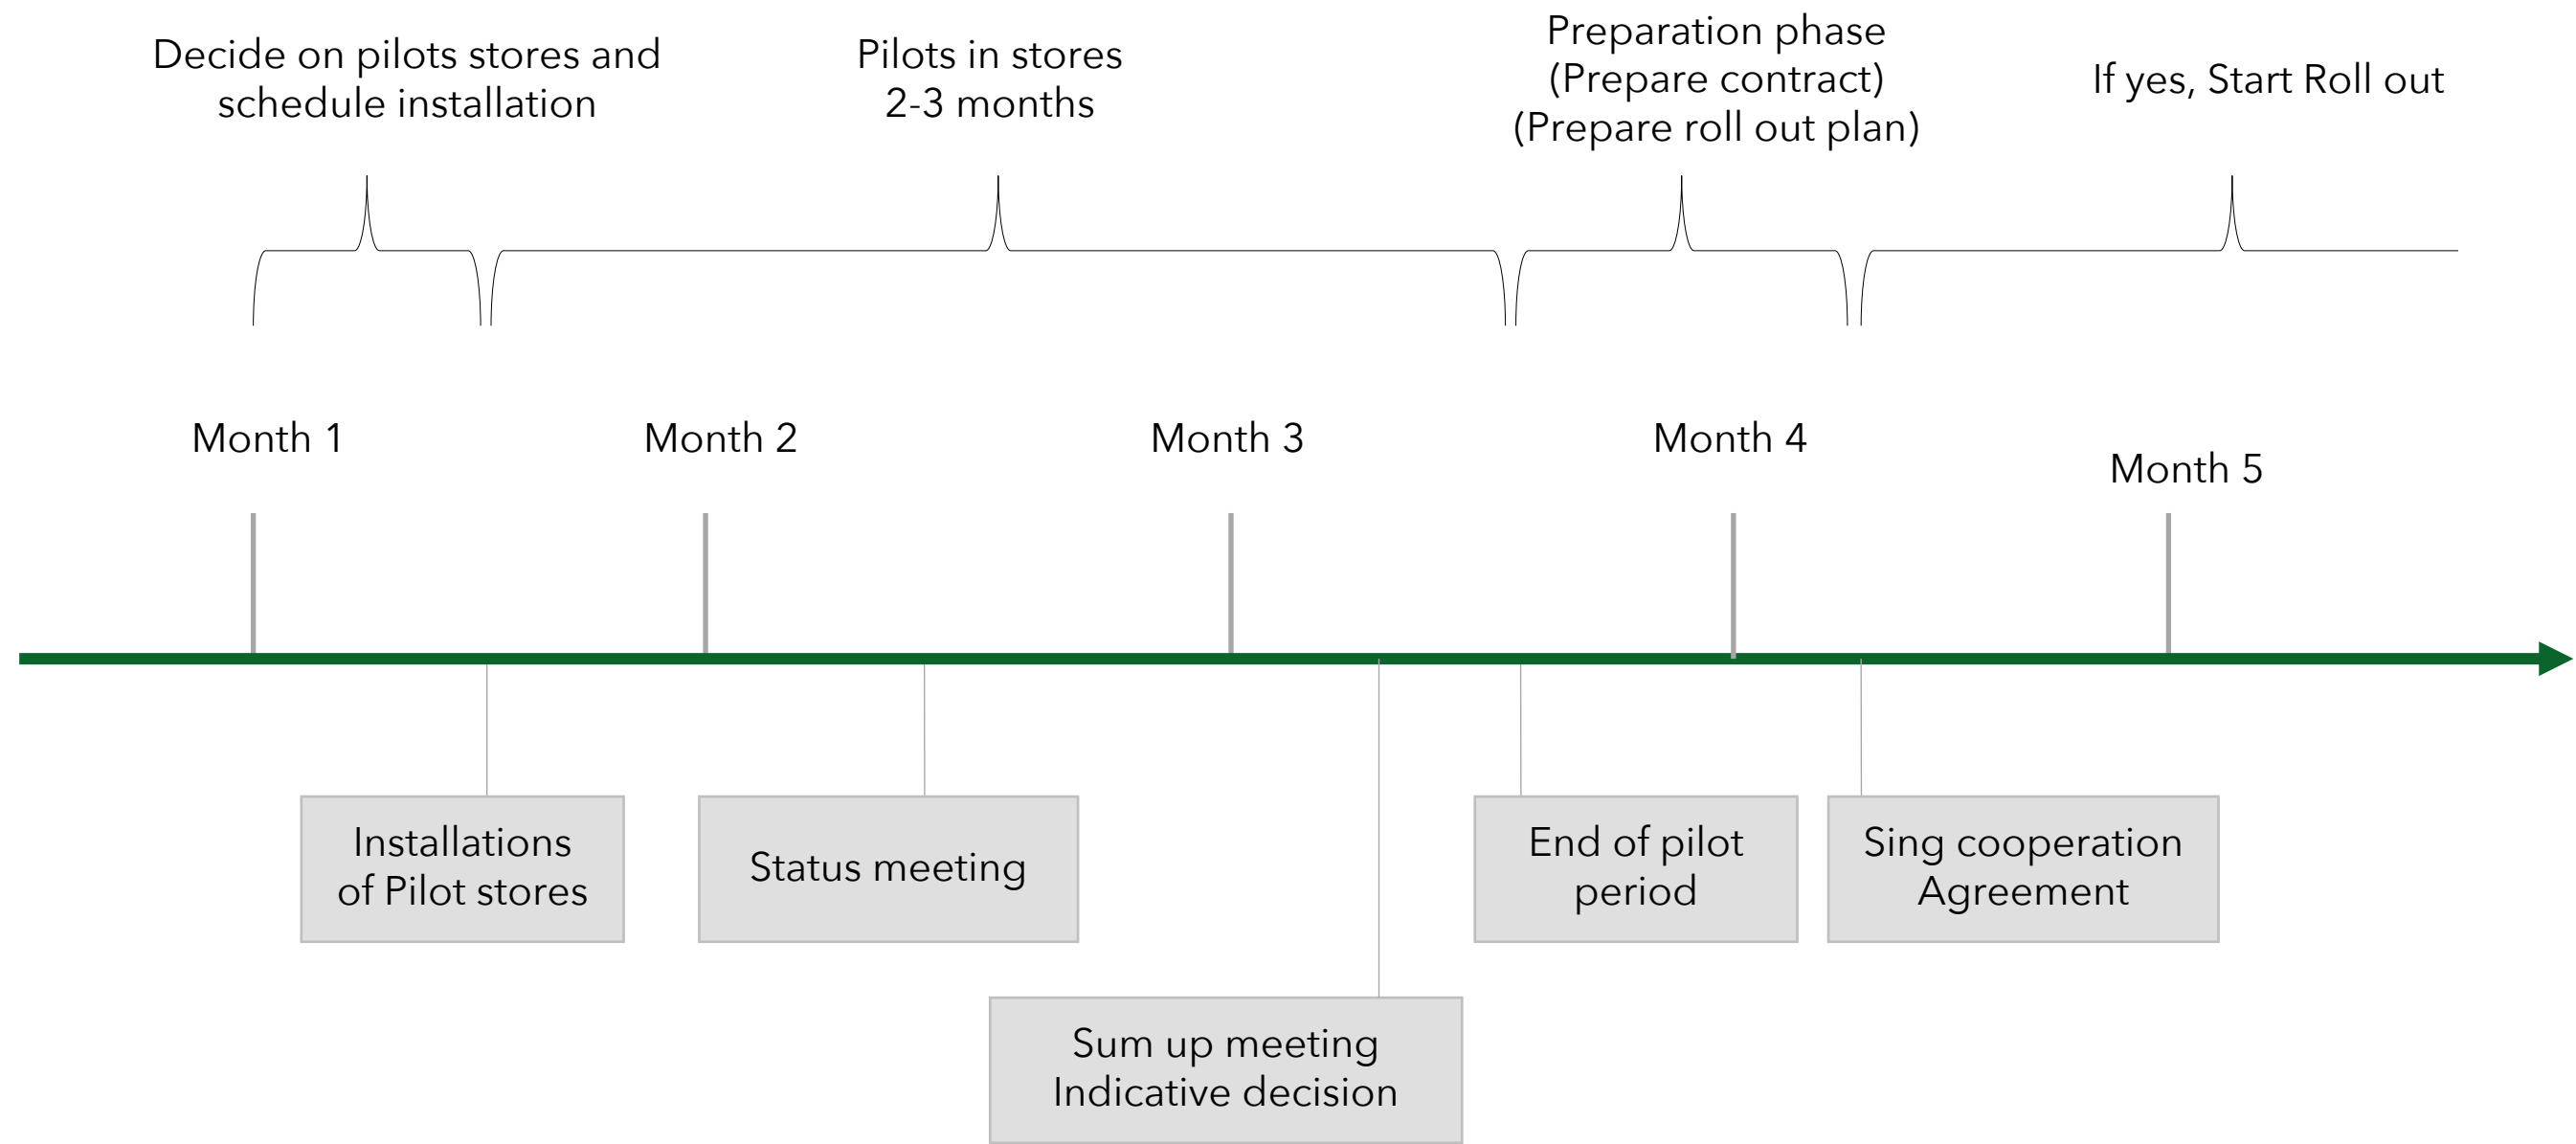 Decide on pilots stores and
schedule installation
Pilots in stores
2-3 months
Preparation phase
(Prepare contract)
(Prepare roll out plan)
If yes, Start Roll out
Month 1
Month 2
Month 3
Month 4
Month 5
Installations
of Pilot stores
Status meeting
Sum up meeting
Indicative decision
End of pilot
period
Sing cooperation
Agreement